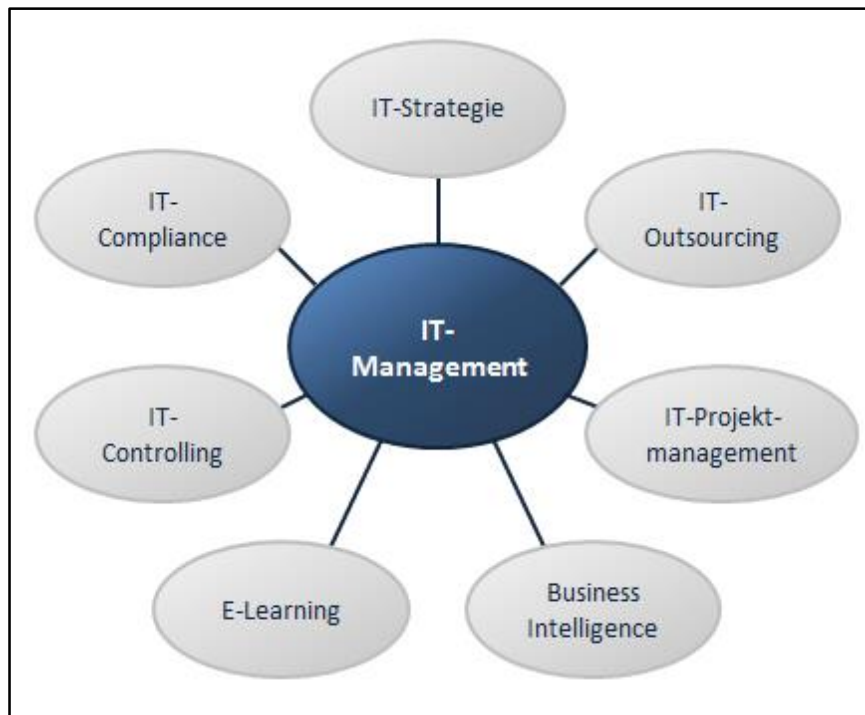 IT-Strategie
IT-
Compliance
IT-
Outsourcing
IT-
Management
IT-
Controlling
IT-Projekt-
management
E-Learning
Business
Intelligence